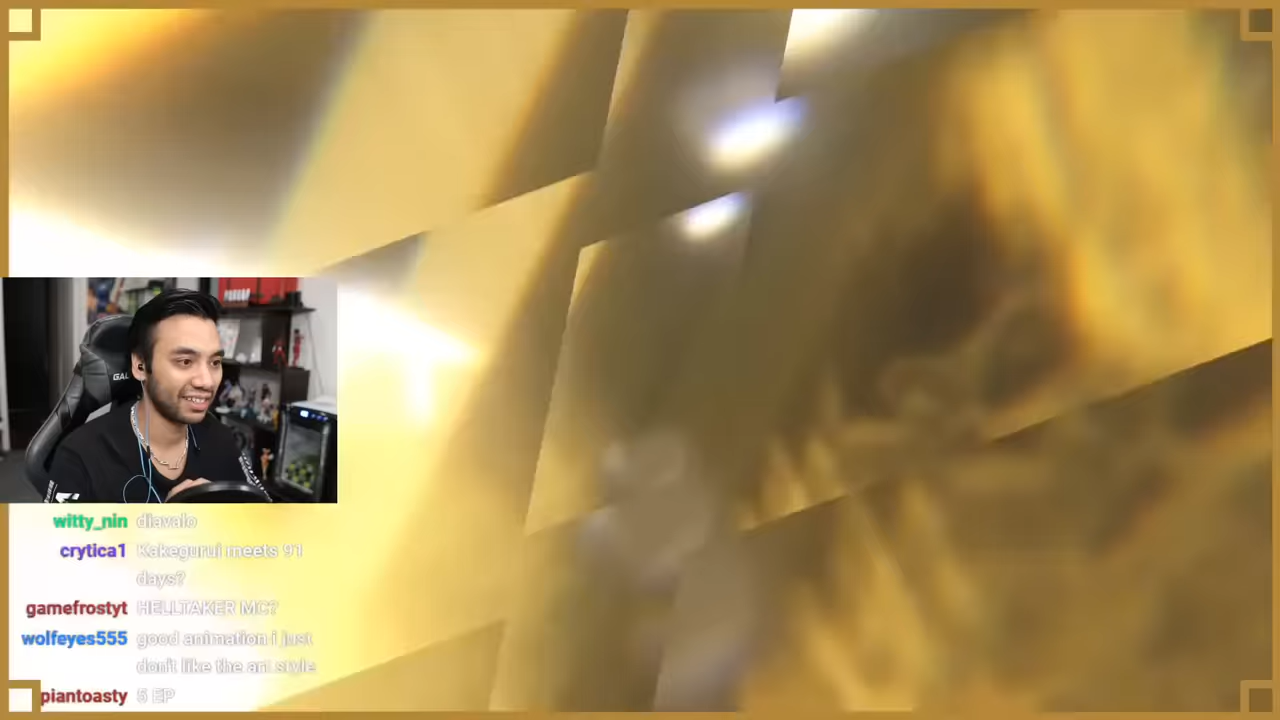 GAL
witty_nin diavalo
crytica1 Kakegurui meets 91
days?
gamefrostyt HELLTAKER MC?
wolfeyes555 good animation i just
don't like the art style
piantoasty 5 EP